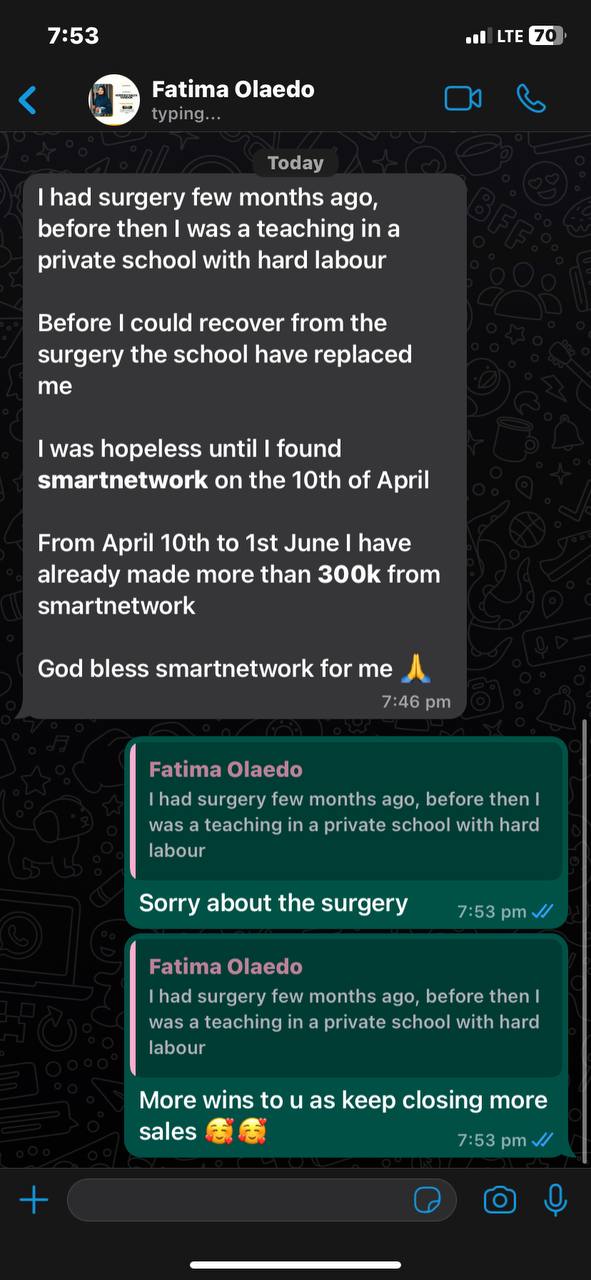 7:53
LTE 70
Fatima Olaedo
typing...
Today
I had surgery few months ago,
before then I was a teaching in a
private school with hard labour
Before I could recover from the
surgery the school have replaced
me
I was hopeless until I found
smartnetwork on the 10th of April
From April 10th to 1st June I have
already made more than 300k from
smartnetwork
God bless smartnetwork for me 🙏
7:46 pm
Fatima Olaedo
I had surgery few months ago, before then I
was a teaching in a private school with hard
labour
Sorry about the surgery
7:53 pm
Fatima Olaedo
I had surgery few months ago, before then I
was a teaching in a private school with hard
labour
More wins to u as keep closing more
sales 🥰🥰
7:53 pm